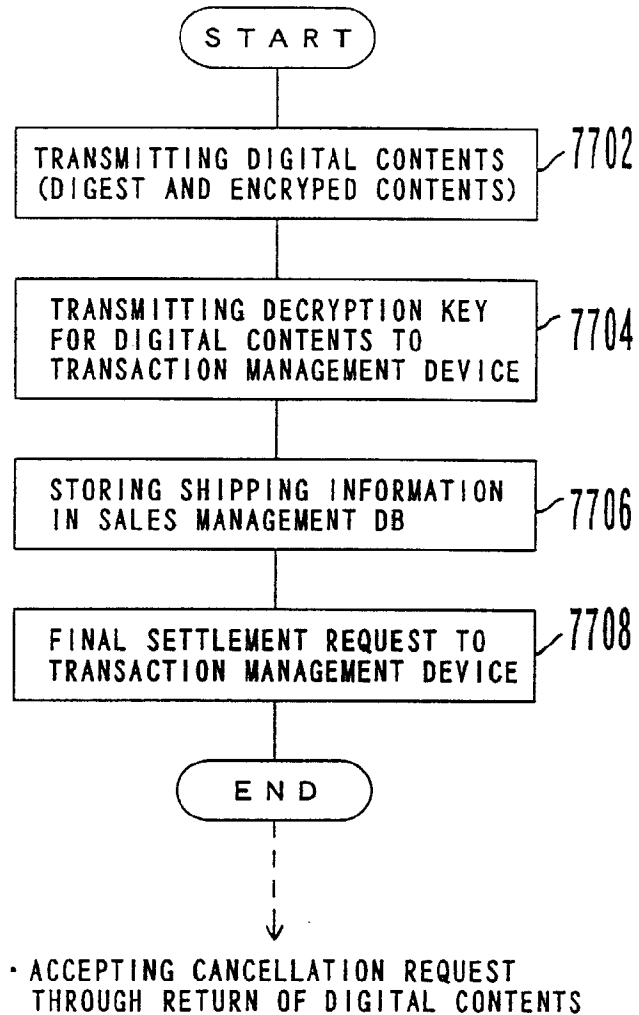 START
TRANSMITTING DIGITAL CONTENTS
(DIGEST AND ENCRYPED CONTENTS)
7702
TRANSMITTING DECRYPTION KEY
FOR DIGITAL CONTENTS TO
TRANSACTION MANAGEMENT DEVICE
7704
STORING SHIPPING INFORMATION
IN SALES MANAGEMENT DB
7706
FINAL SETTLEMENT REQUEST TO
TRANSACTION MANAGEMENT DEVICE
7708
END
· ACCEPTING CANCELLATION REQUEST
THROUGH RETURN OF DIGITAL CONTENTS